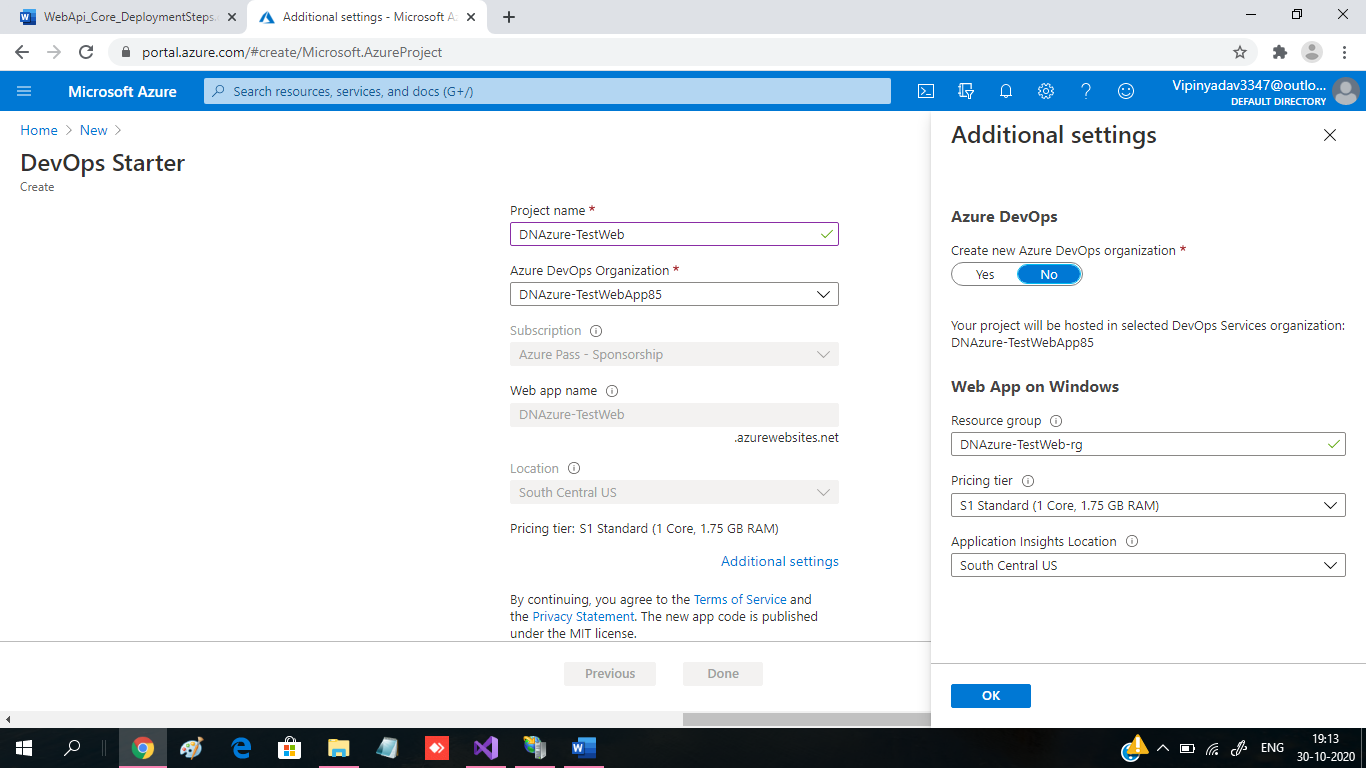 WebApi_Core_DeploymentSteps.
Additional settings - Microsoft A
portal.azure.com/#create/Microsoft.AzureProject
Microsoft Azure
Search resources, services, and docs (G+/)
Vipinyadav3347@outlo...
DEFAULT DIRECTORY
Home > New >
DevOps Starter
Create
Project name *
DNAzure-TestWeb
Azure DevOps Organization *
DNAzure-TestWebApp85
Subscription
Azure Pass - Sponsorship
Web app name
DNAzure-TestWeb
.azurewebsites.net
Location
South Central US
Pricing tier: S1 Standard (1 Core, 1.75 GB RAM)
Additional settings
By continuing, you agree to the Terms of Service and
the Privacy Statement. The new app code is published
under the MIT license.
Previous
Done
Additional settings
Azure DevOps
Create new Azure DevOps organization *
Yes No
Your project will be hosted in selected DevOps Services organization:
DNAzure-TestWebApp85
Web App on Windows
Resource group
DNAzure-TestWeb-rg
Pricing tier
S1 Standard (1 Core, 1.75 GB RAM)
Application Insights Location
South Central US
OK
ENG
19:13
30-10-2020